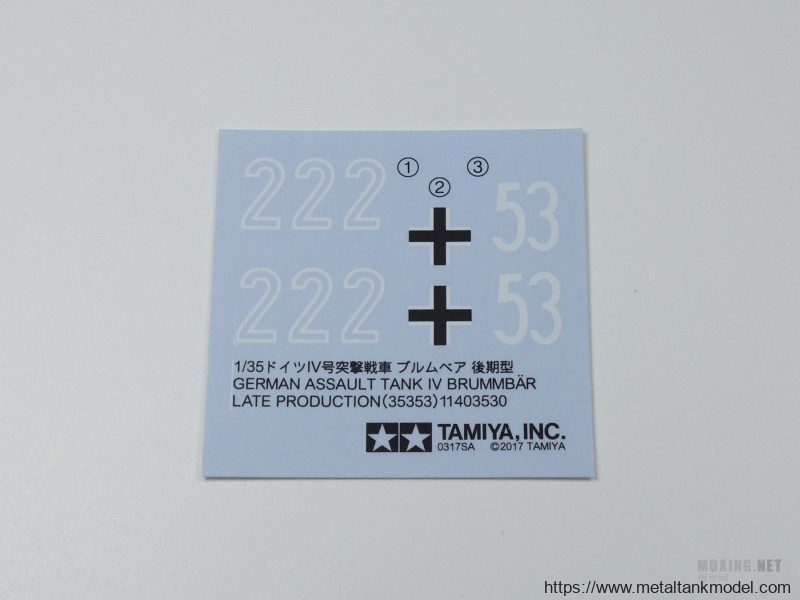 222 ① ③ 53
②
222 53
1/35ドイツIV号突撃戦車 ブルムベア 後期型
GERMAN ASSAULT TANK IV BRUMMBÄR
LATE PRODUCTION(35353)11403530
TAMIYA, INC.
0317SA ©2017 TAMIYA
MOXING.NET
https://www.metaltankmodel.com